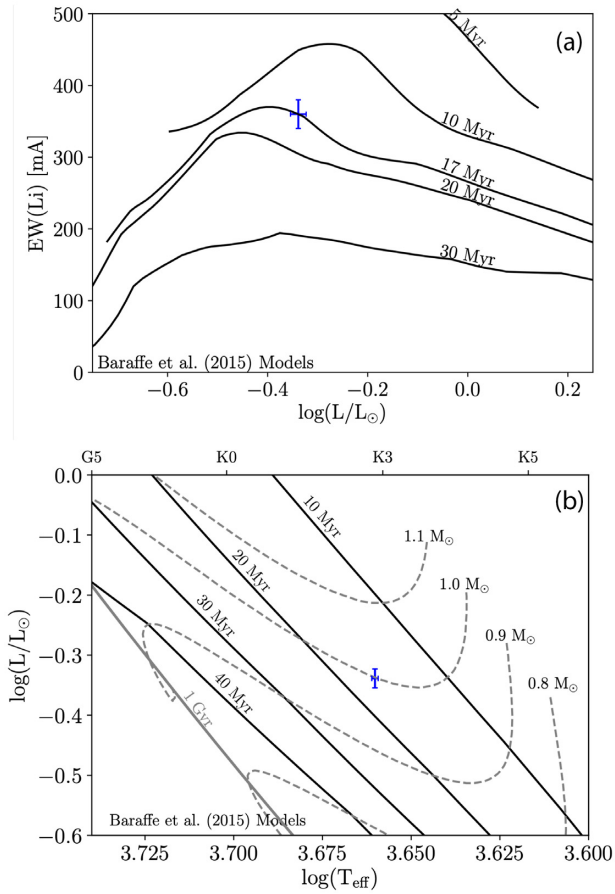 500
400
300
200
100
0
EW(Li) [mA]
(a)
5 Myr
10 Myr
17 Myr
20 Myr
30 Myr
Baraffe et al. (2015) Models
−0.6 −0.4 −0.2 0.0 0.2
log(L/L☉)
G5 K0 K3 K5
0.0
−0.1
−0.2
−0.3
−0.4
−0.5
−0.6
log(L/L☉)
(b)
10 Myr
20 Myr
30 Myr
40 Myr
1 Gyr
1.1 M☉
1.0 M☉
0.9 M☉
0.8 M☉
Baraffe et al. (2015) Models
3.725 3.700 3.675 3.650 3.625 3.600
log(Teff)